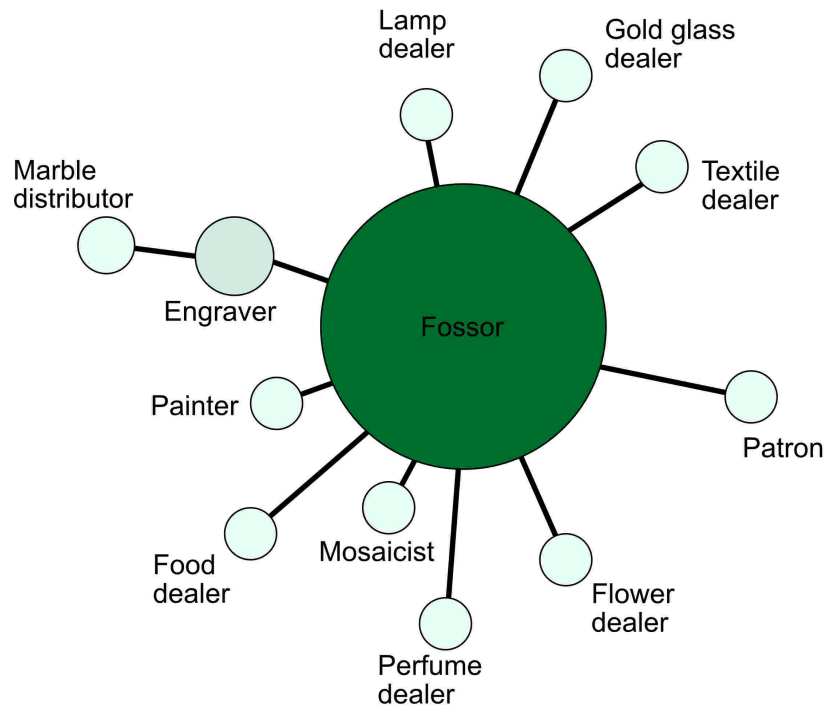 Lamp
dealer
Gold glass
dealer
Marble
distributor
Textile
dealer
Engraver
Fossor
Painter
Patron
Mosaicist
Food
dealer
Flower
dealer
Perfume
dealer